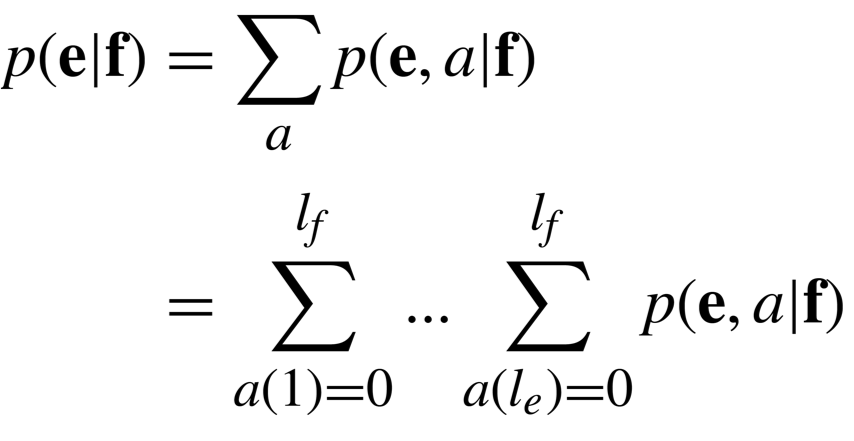 p(e|f) = ∑_a p(e, a|f)
= ∑_{a(1)=0}^{l_f} ... ∑_{a(l_e)=0}^{l_f} p(e, a|f)